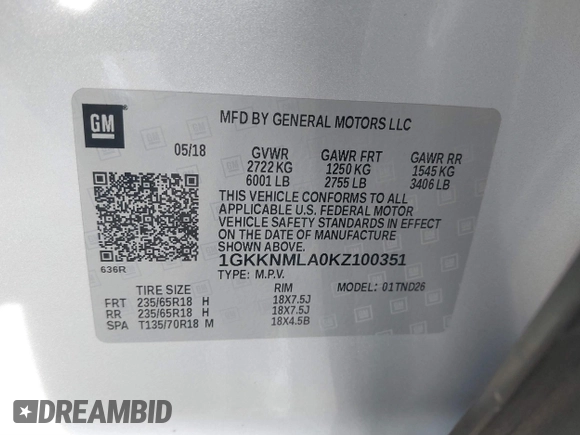 GM
MFD BY GENERAL MOTORS LLC
05/18 GVWR GAWR FRT GAWR RR
2722 KG 1250 KG 1545 KG
6001 LB 2755 LB 3406 LB
THIS VEHICLE CONFORMS TO ALL
APPLICABLE U.S. FEDERAL MOTOR
VEHICLE SAFETY STANDARDS IN EFFECT
ON THE DATE OF MANUFACTURE
SHOWN ABOVE.
636R
1GKKNMLA0KZ100351
TYPE: M.P.V.
TIRE SIZE RIM MODEL: 01TND26
FRT 235/65R18 H 18X7.5J
RR 235/65R18 H 18X7.5J
SPA T135/70R18 M 18X4.5B
DREAMBID